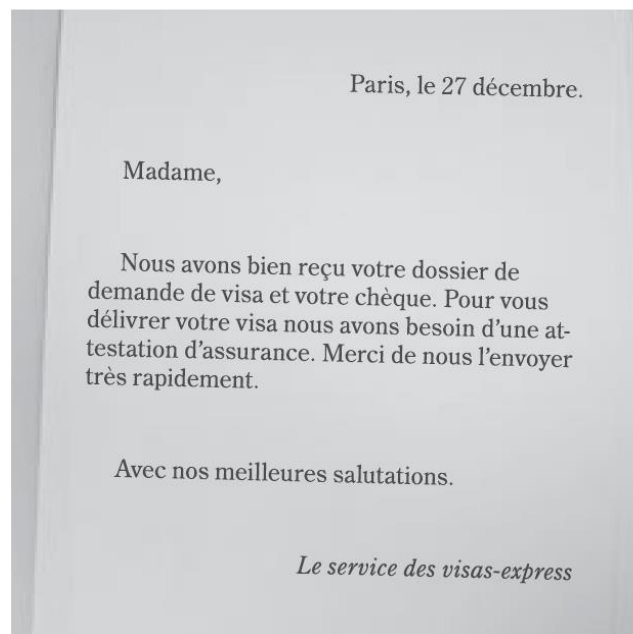 Paris, le 27 décembre.
Madame,
Nous avons bien reçu votre dossier de
demande de visa et votre chèque. Pour vous
délivrer votre visa nous avons besoin d'une at-
testation d'assurance. Merci de nous l'envoyer
très rapidement.
Avec nos meilleures salutations.
Le service des visas-express